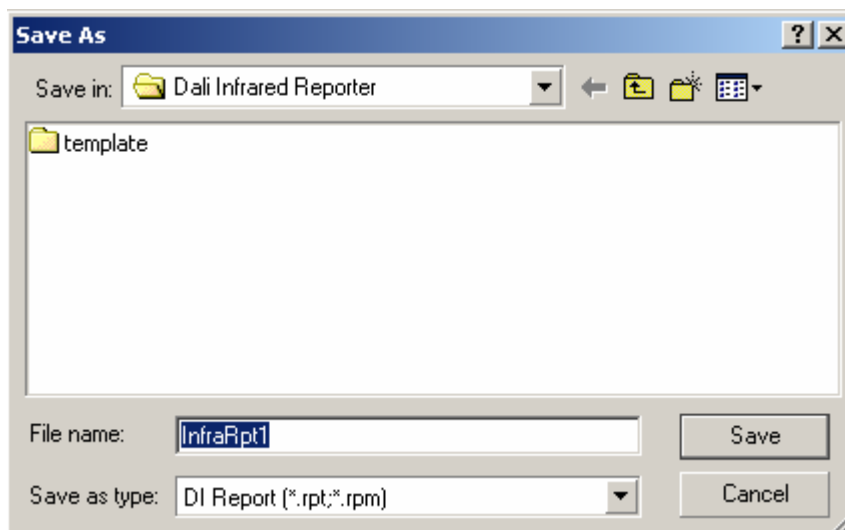 Save As
Save in: Dali Infrared Reporter
template
File name: InfraRpt1 Save
Save as type: DI Report (*.rpt;*.rpm) Cancel